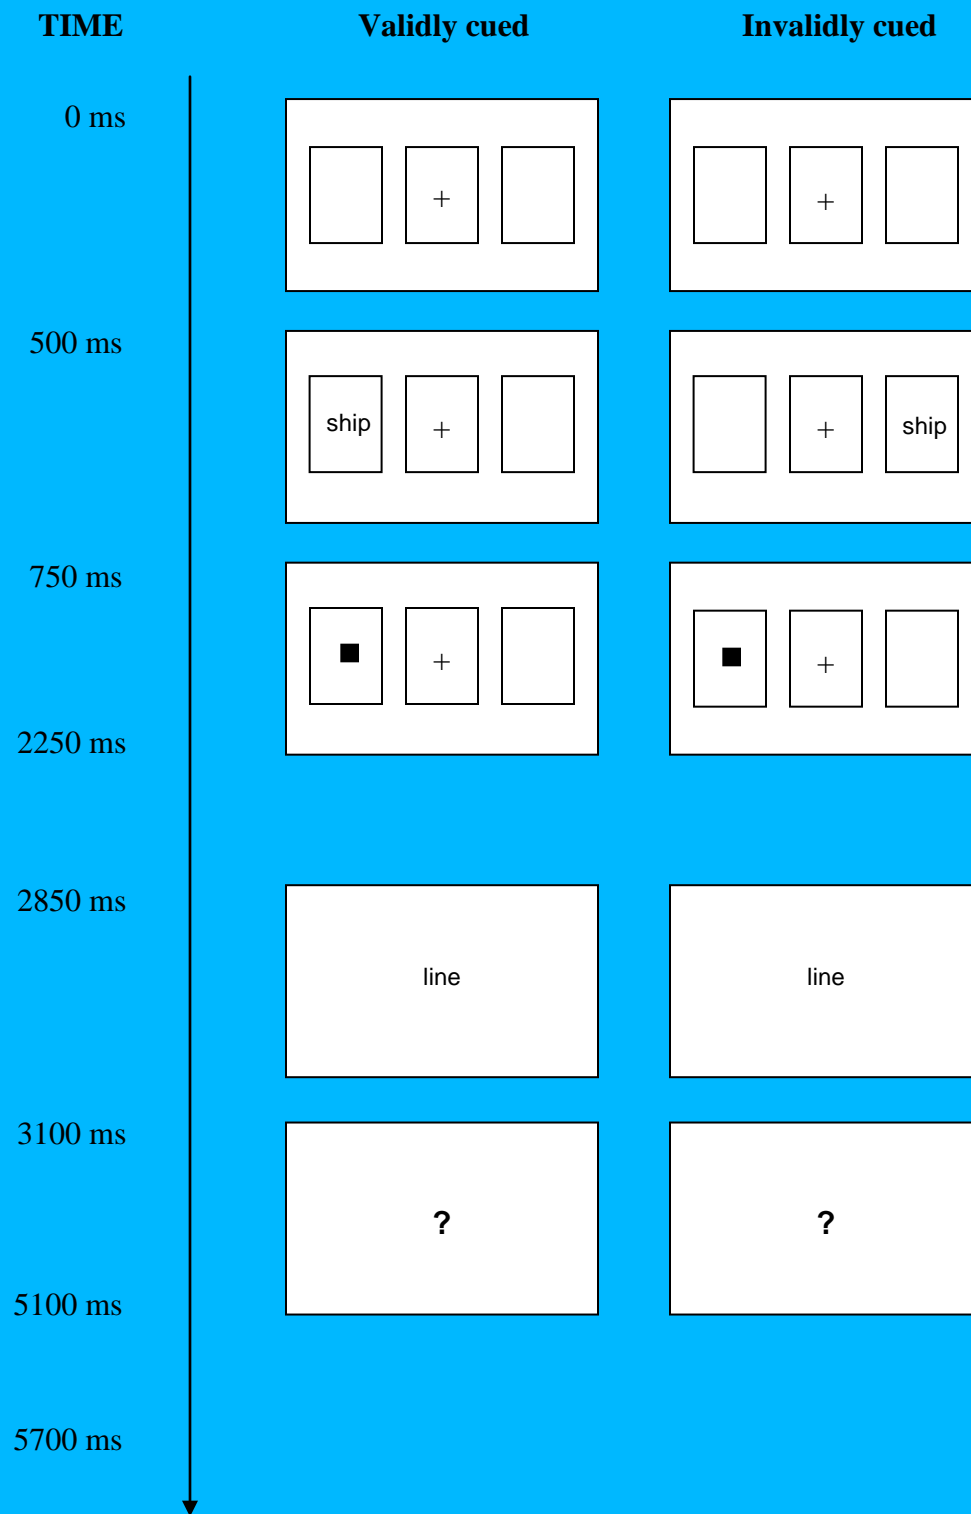 TIME Validly cued Invalidly cued
0 ms
+ +
500 ms
ship + + ship
750 ms
+ +
2250 ms
2850 ms
line line
3100 ms
? ?
5100 ms
5700 ms